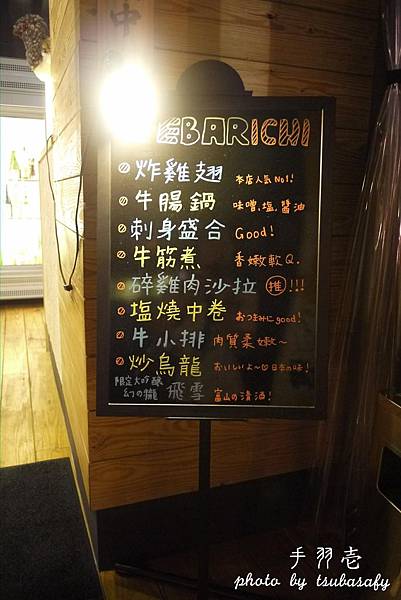 EBARICHI
炸雞翅 本店人氣No1!
牛腸鍋 味噌,塩,醬油
刺身盛合 Good!
牛筋煮 香嫩軟Q.
碎雞肉沙拉 推!!!
塩燒中卷 おつまみにgood!
牛小排 肉質柔嫩~
炒烏龍 おいしいよ~♡日本の味!
限定大吟釀
幻の瀧 飛雪 富山の清酒!
手羽壱
photo by tsubasafy